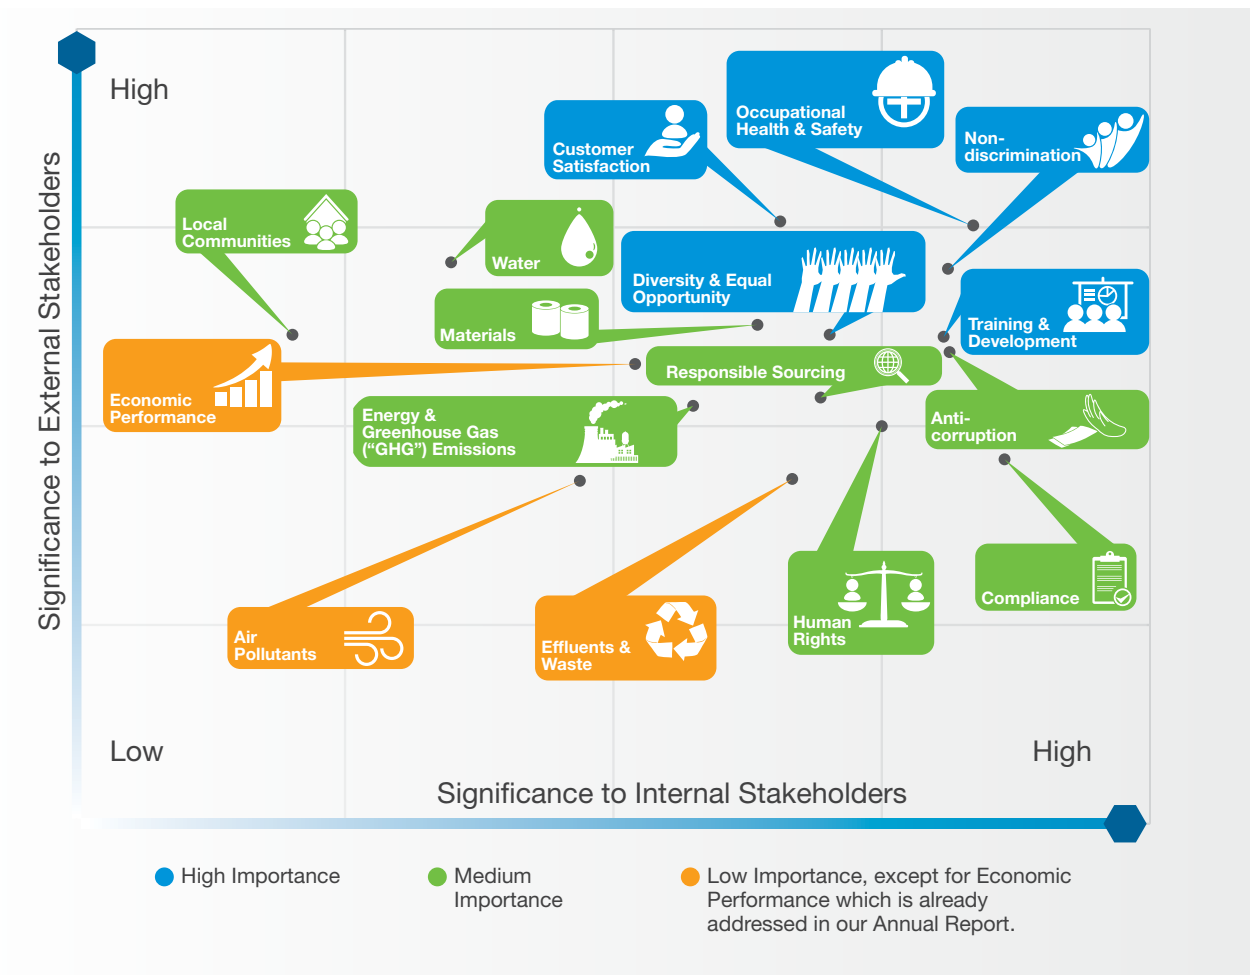 High
Significance to External Stakeholders
Occupational
Health & Safety
Customer
Satisfaction
Non-
discrimination
Local
Communities
Water
Diversity & Equal
Opportunity
Materials
Training &
Development
Responsible Sourcing
Economic
Performance
Energy &
Greenhouse Gas
(“GHG”) Emissions
Anti-
corruption
Compliance
Human
Rights
Air
Pollutants
Effluents &
Waste
Low
High
Significance to Internal Stakeholders
High Importance
Medium
Importance
Low Importance, except for Economic
Performance which is already
addressed in our Annual Report.